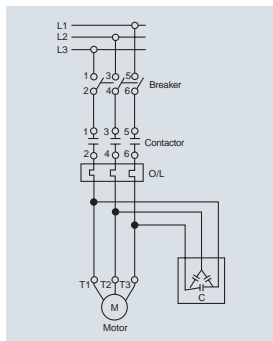 L1
L2
L3
1 3 5
Breaker
2 4 6
1 3 5
Contactor
2 4 6
O/L
T1 T2 T3
C
M
Motor